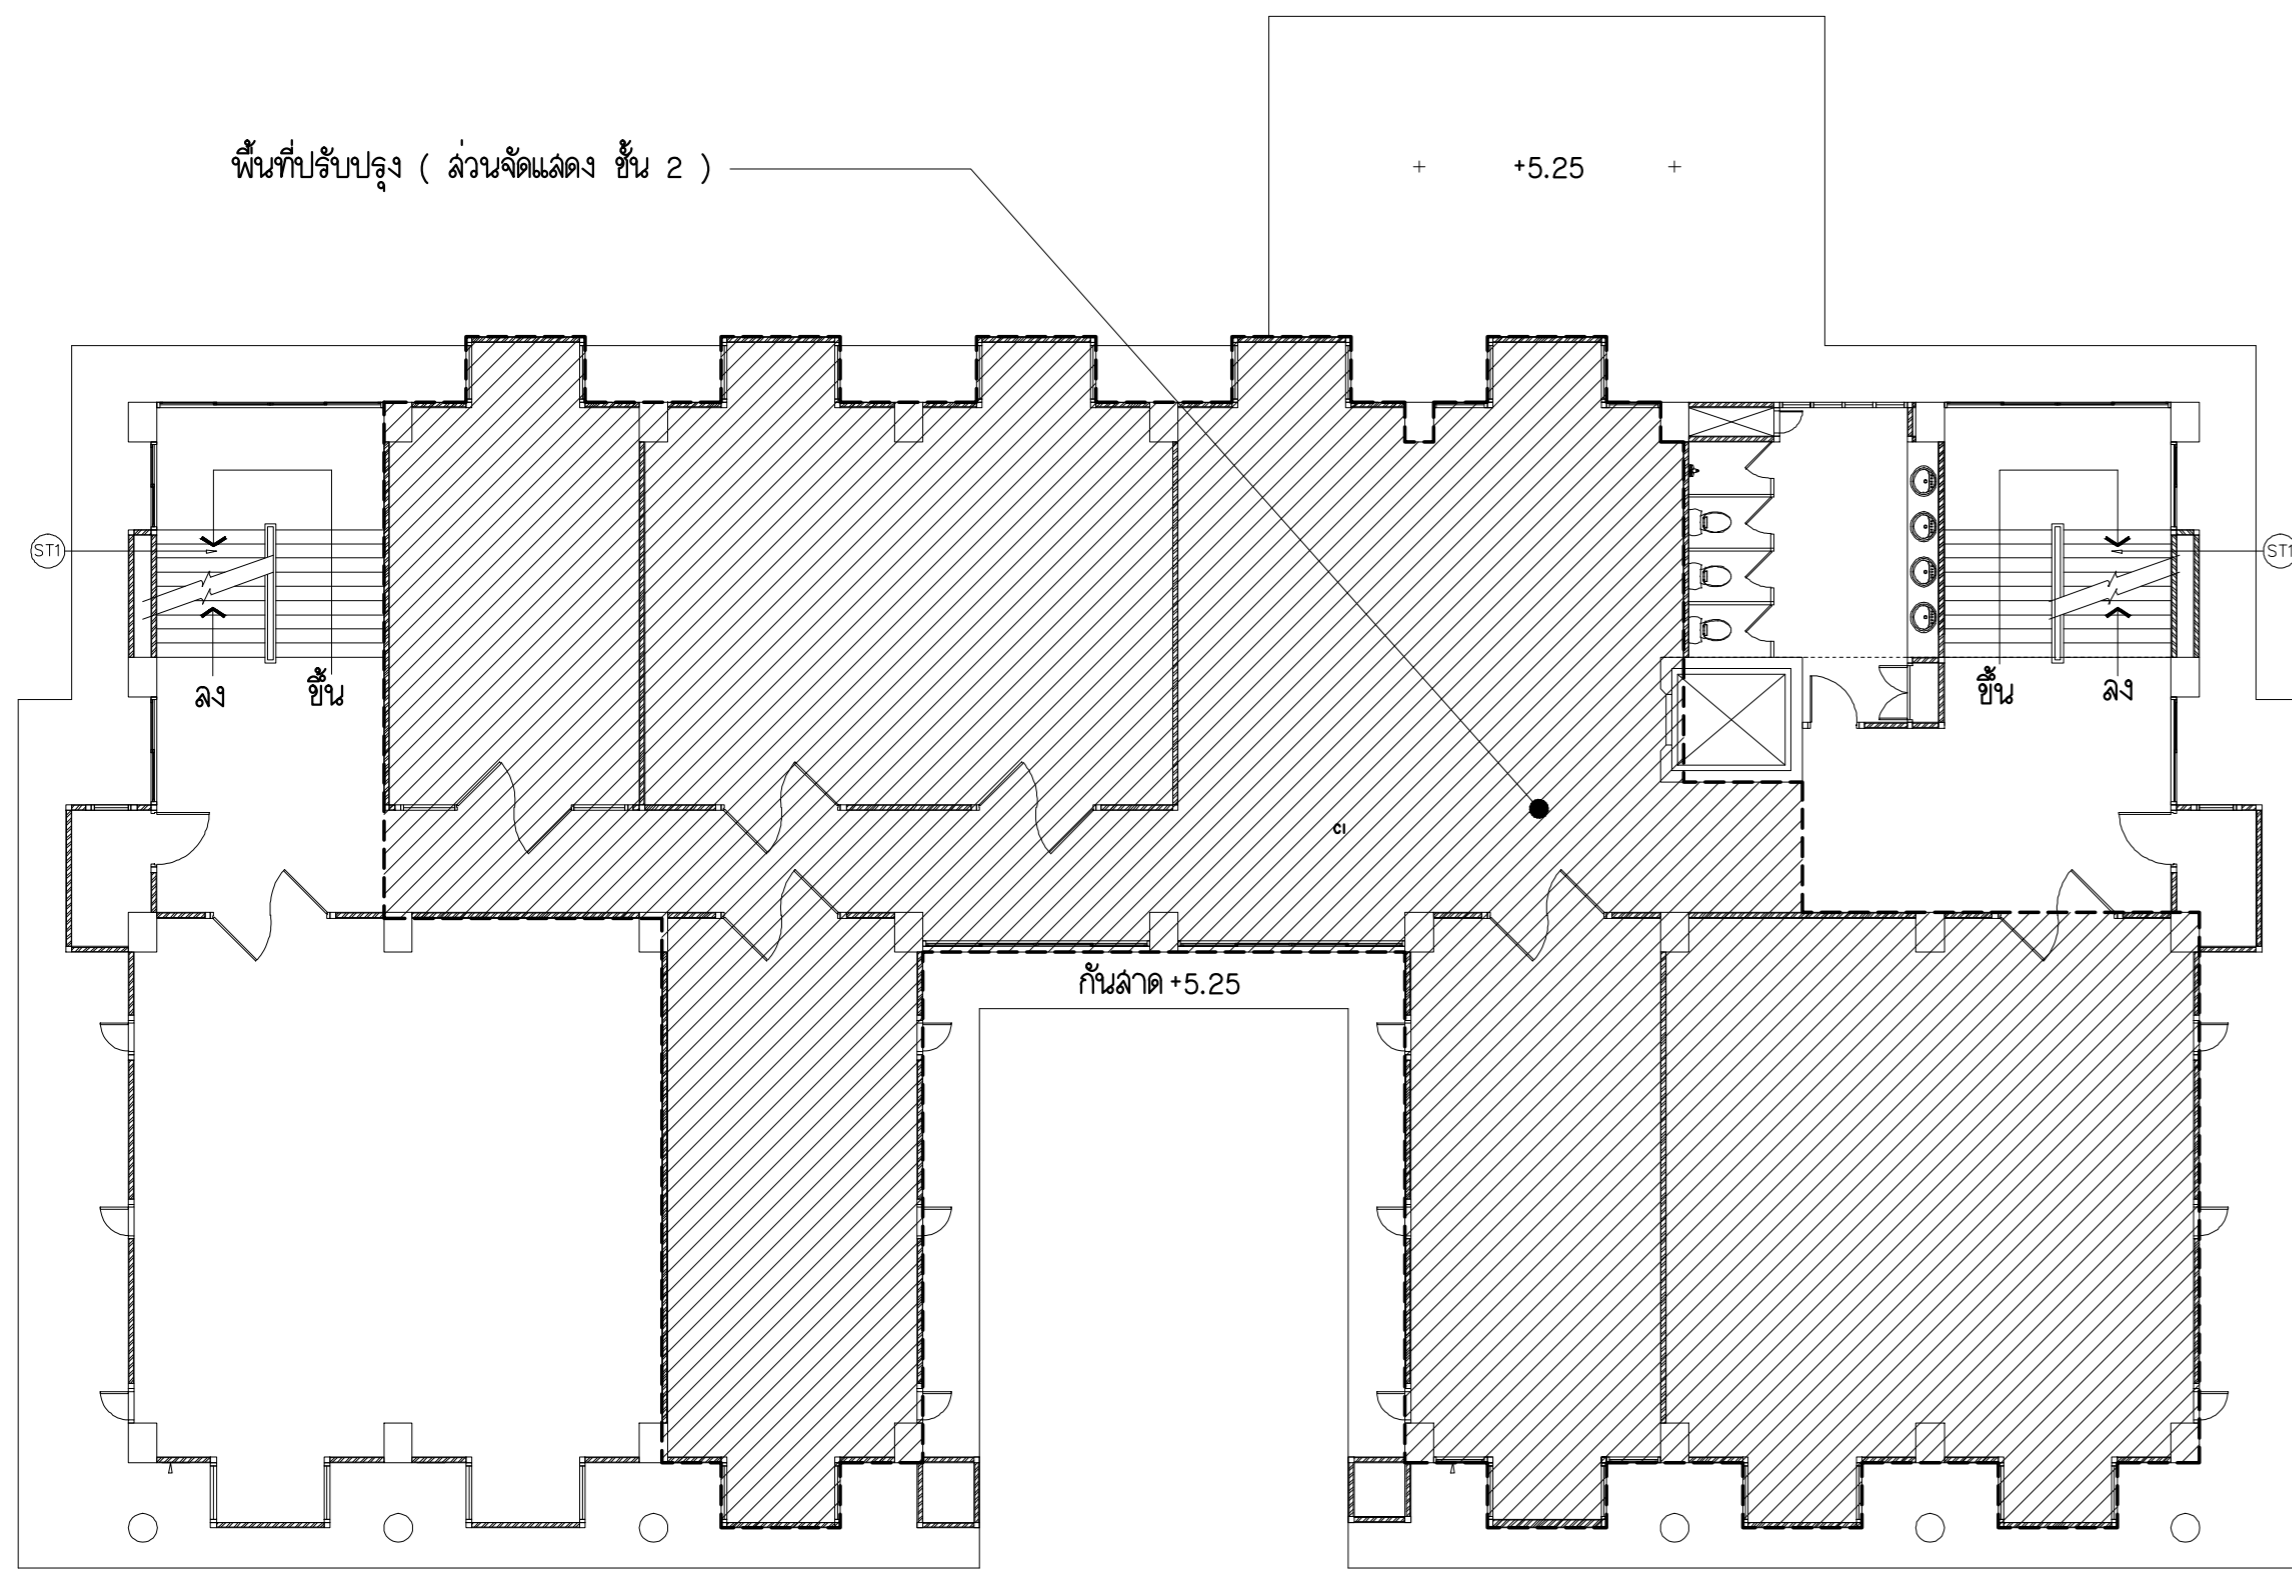 พื้นที่ปรับปรุง ( ส่วนจัดแสดง ชั้น 2 )
+5.25
ST1
ST1
ลง
ขึ้น
ขึ้น
ลง
CI
กันสาด +5.25